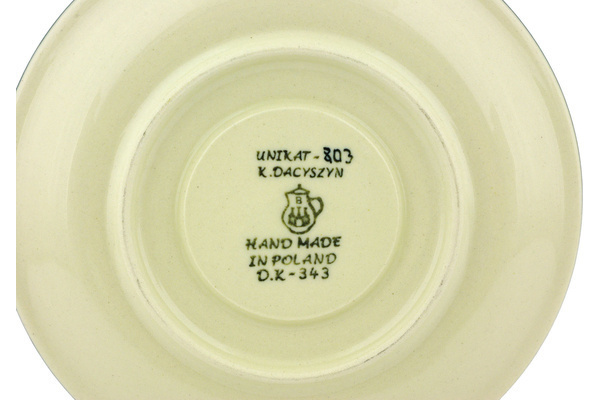 UNIKAT-803
K.DACYSZYN
B
HAND MADE
IN POLAND
D.K-343